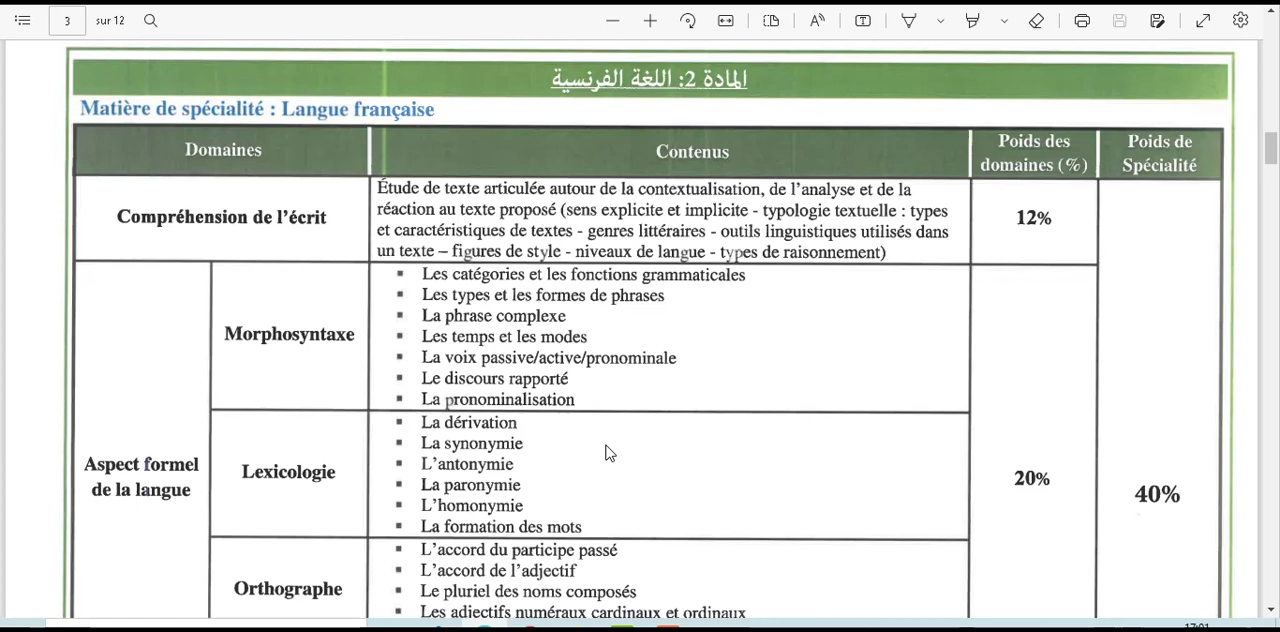 3
sur 12
المادة 2: اللغة الفرنسية
Matière de spécialité : Langue française
Domaines
Contenus
Poids des domaines (%)
Poids de Spécialité
Compréhension de l'écrit
Étude de texte articulée autour de la contextualisation, de l'analyse et de la
réaction au texte proposé (sens explicite et implicite - typologie textuelle : types
et caractéristiques de textes - genres littéraires - outils linguistiques utilisés dans
un texte – figures de style - niveaux de langue - types de raisonnement)
12%
Aspect formel
de la langue
Morphosyntaxe
▪ Les catégories et les fonctions grammaticales
▪ Les types et les formes de phrases
▪ La phrase complexe
▪ Les temps et les modes
▪ La voix passive/active/pronominale
▪ Le discours rapporté
▪ La pronominalisation
Lexicologie
▪ La dérivation
▪ La synonymie
▪ L'antonymie
▪ La paronymie
▪ L'homonymie
▪ La formation des mots
20%
40%
Orthographe
▪ L'accord du participe passé
▪ L'accord de l'adjectif
▪ Le pluriel des noms composés
▪ Les adjectifs numéraux cardinaux et ordinaux
17:01